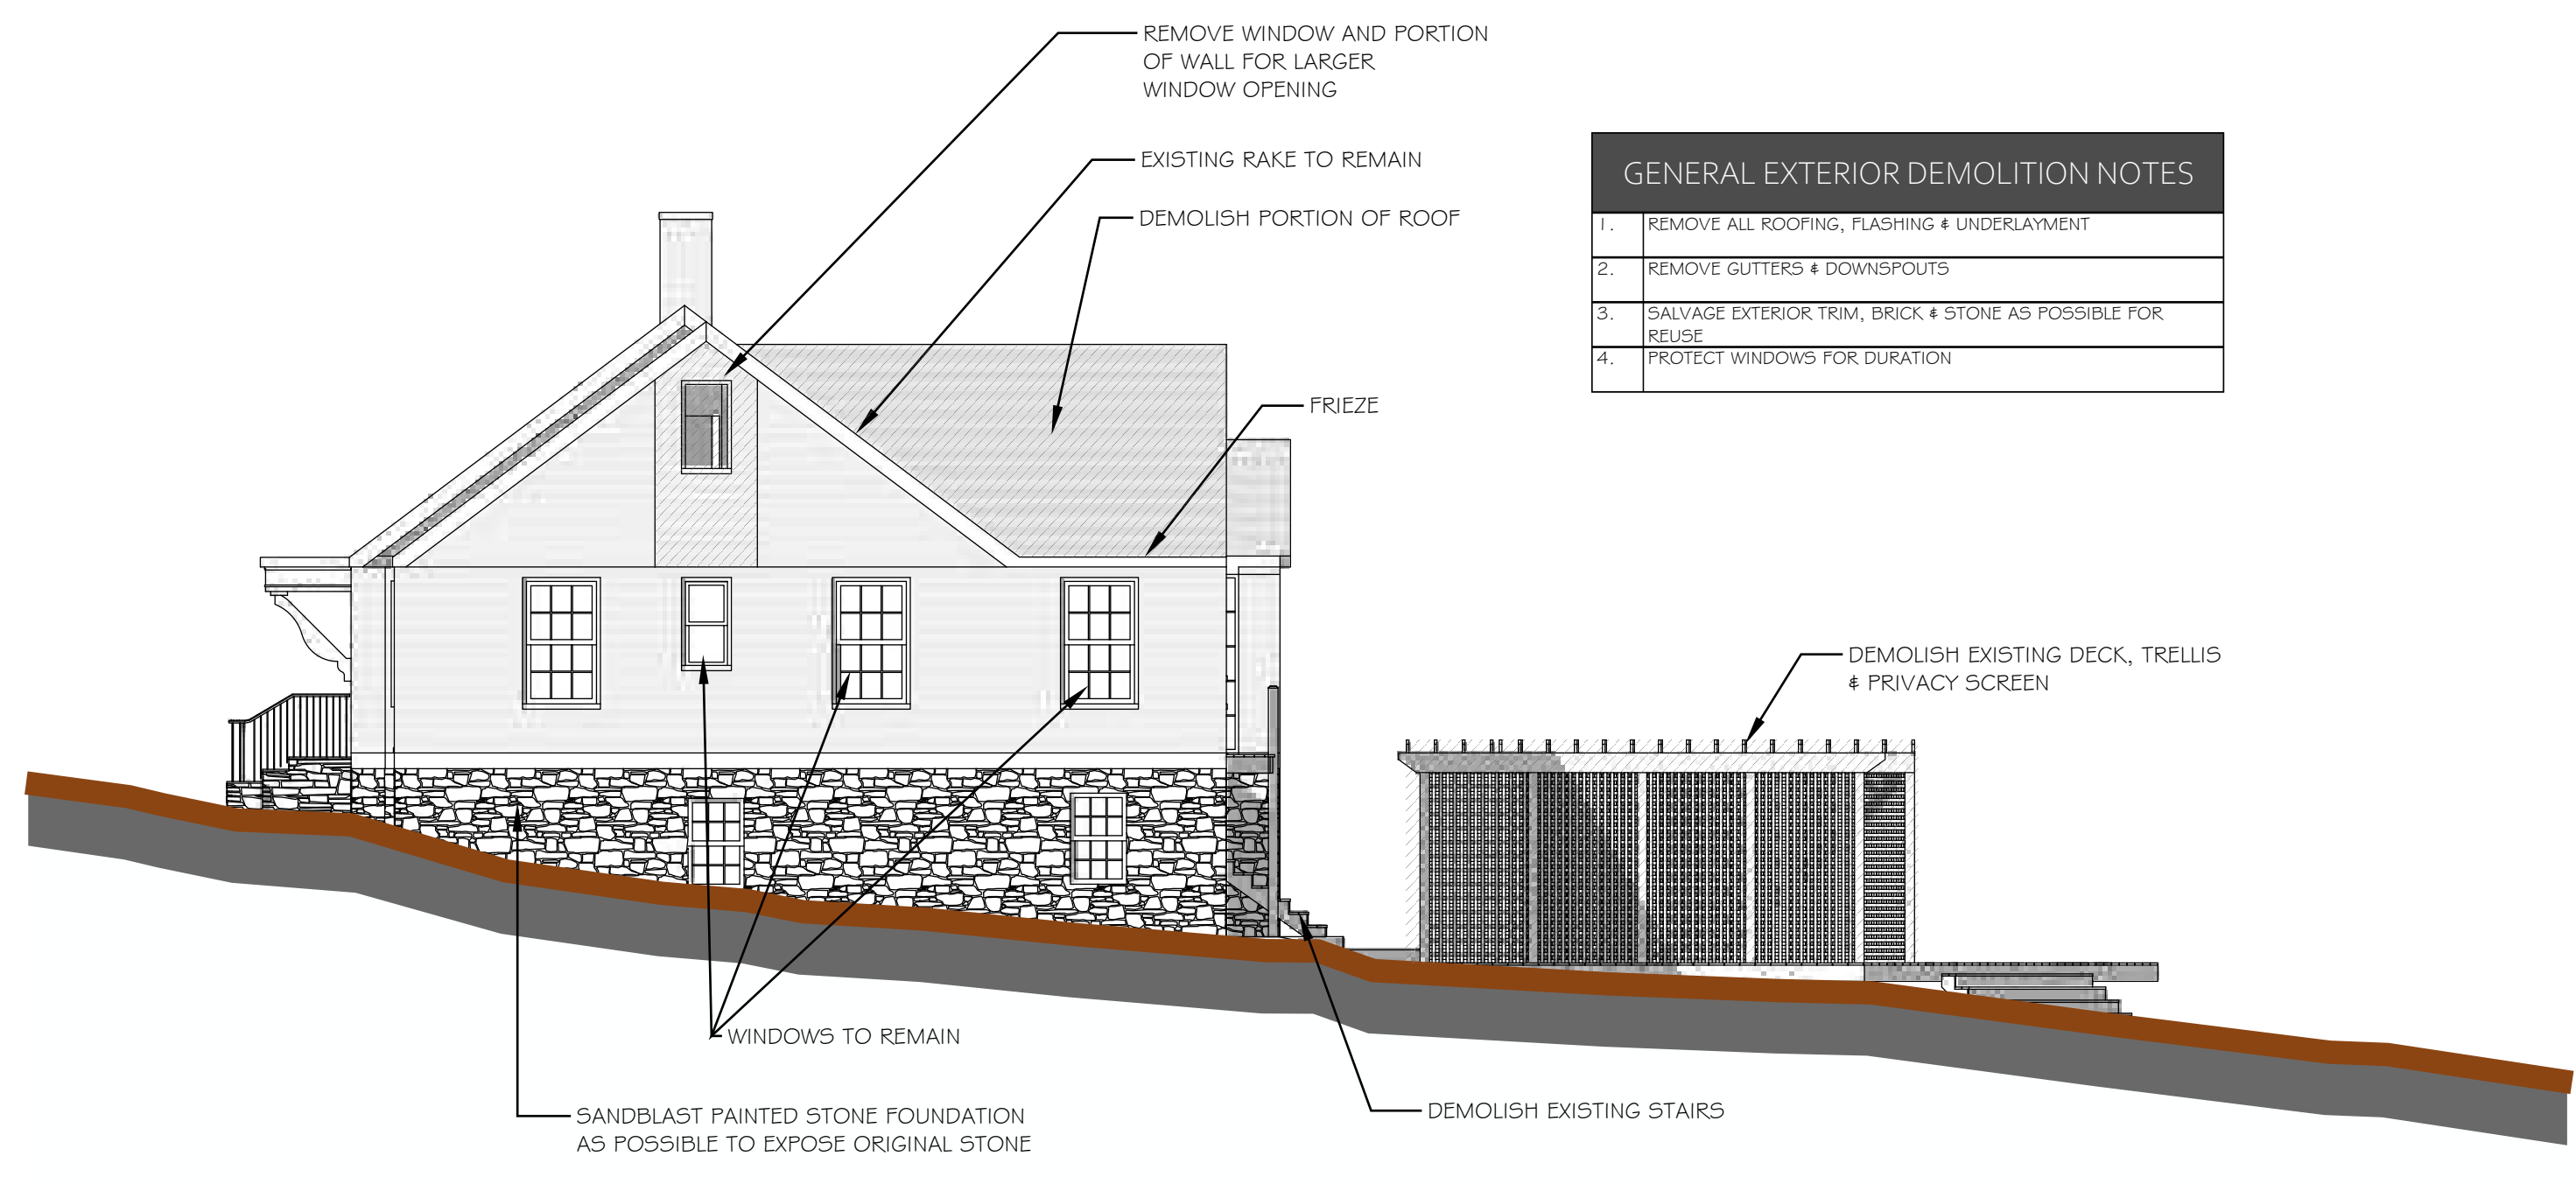 REMOVE WINDOW AND PORTION
OF WALL FOR LARGER
WINDOW OPENING
EXISTING RAKE TO REMAIN
DEMOLISH PORTION OF ROOF
FRIEZE
GENERAL EXTERIOR DEMOLITION NOTES
1. REMOVE ALL ROOFING, FLASHING & UNDERLAYMENT
2. REMOVE GUTTERS & DOWNSPOUTS
3. SALVAGE EXTERIOR TRIM, BRICK & STONE AS POSSIBLE FOR
REUSE
4. PROTECT WINDOWS FOR DURATION
DEMOLISH EXISTING DECK, TRELLIS
& PRIVACY SCREEN
WINDOWS TO REMAIN
SANDBLAST PAINTED STONE FOUNDATION
AS POSSIBLE TO EXPOSE ORIGINAL STONE
DEMOLISH EXISTING STAIRS